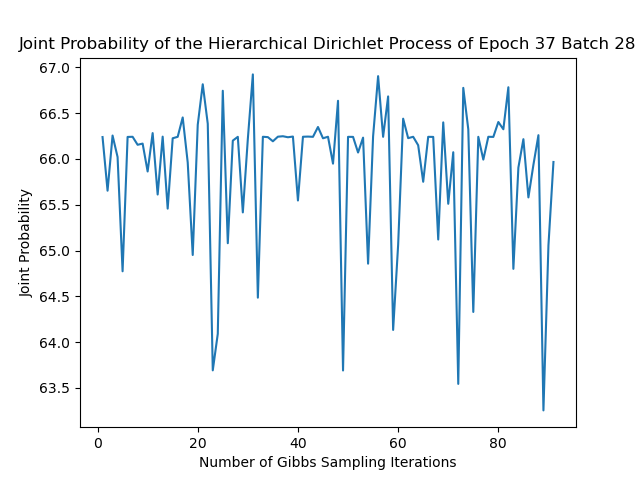 Joint Probability of the Hierarchical Dirichlet Process of Epoch 37 Batch 28
67.0
66.5
66.0
65.5
65.0
64.5
64.0
63.5
Joint Probability
0 20 40 60 80
Number of Gibbs Sampling Iterations